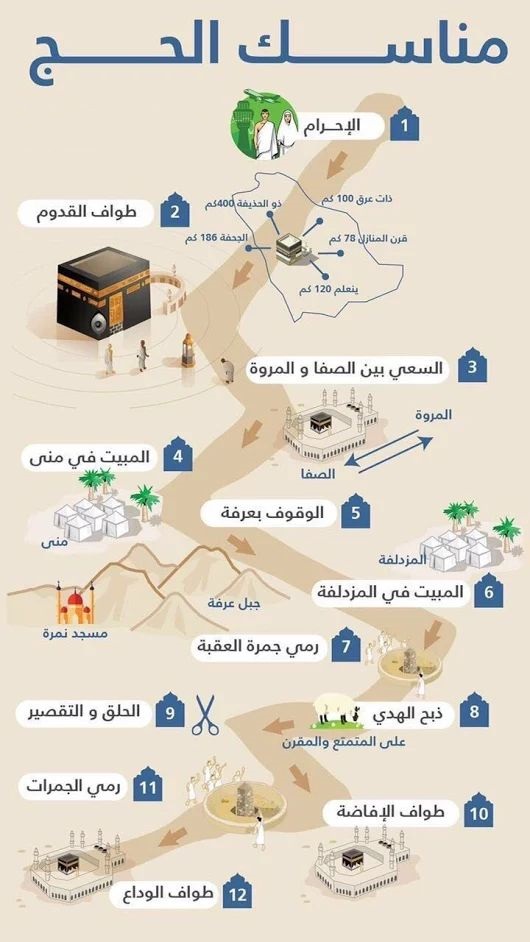 مناسك الحج
1 الإحرام
ذات عرق 100 كم
ذو الحذيفة 400كم
قرن المنازل 78 كم
الجحفة 186 كم
ينعلم 120 كم
2 طواف القدوم
3 السعي بين الصفا و المروة
المروة
الصفا
4 المبيت في منى
منى
5 الوقوف بعرفة
المزدلفة
6 المبيت في المزدلفة
جبل عرفة
مسجد نمرة
7 رمي جمرة العقبة
8 ذبح الهدي
على المتمتع والمقرن
9 الحلق و التقصير
10 طواف الإفاضة
11 رمي الجمرات
12 طواف الوداع